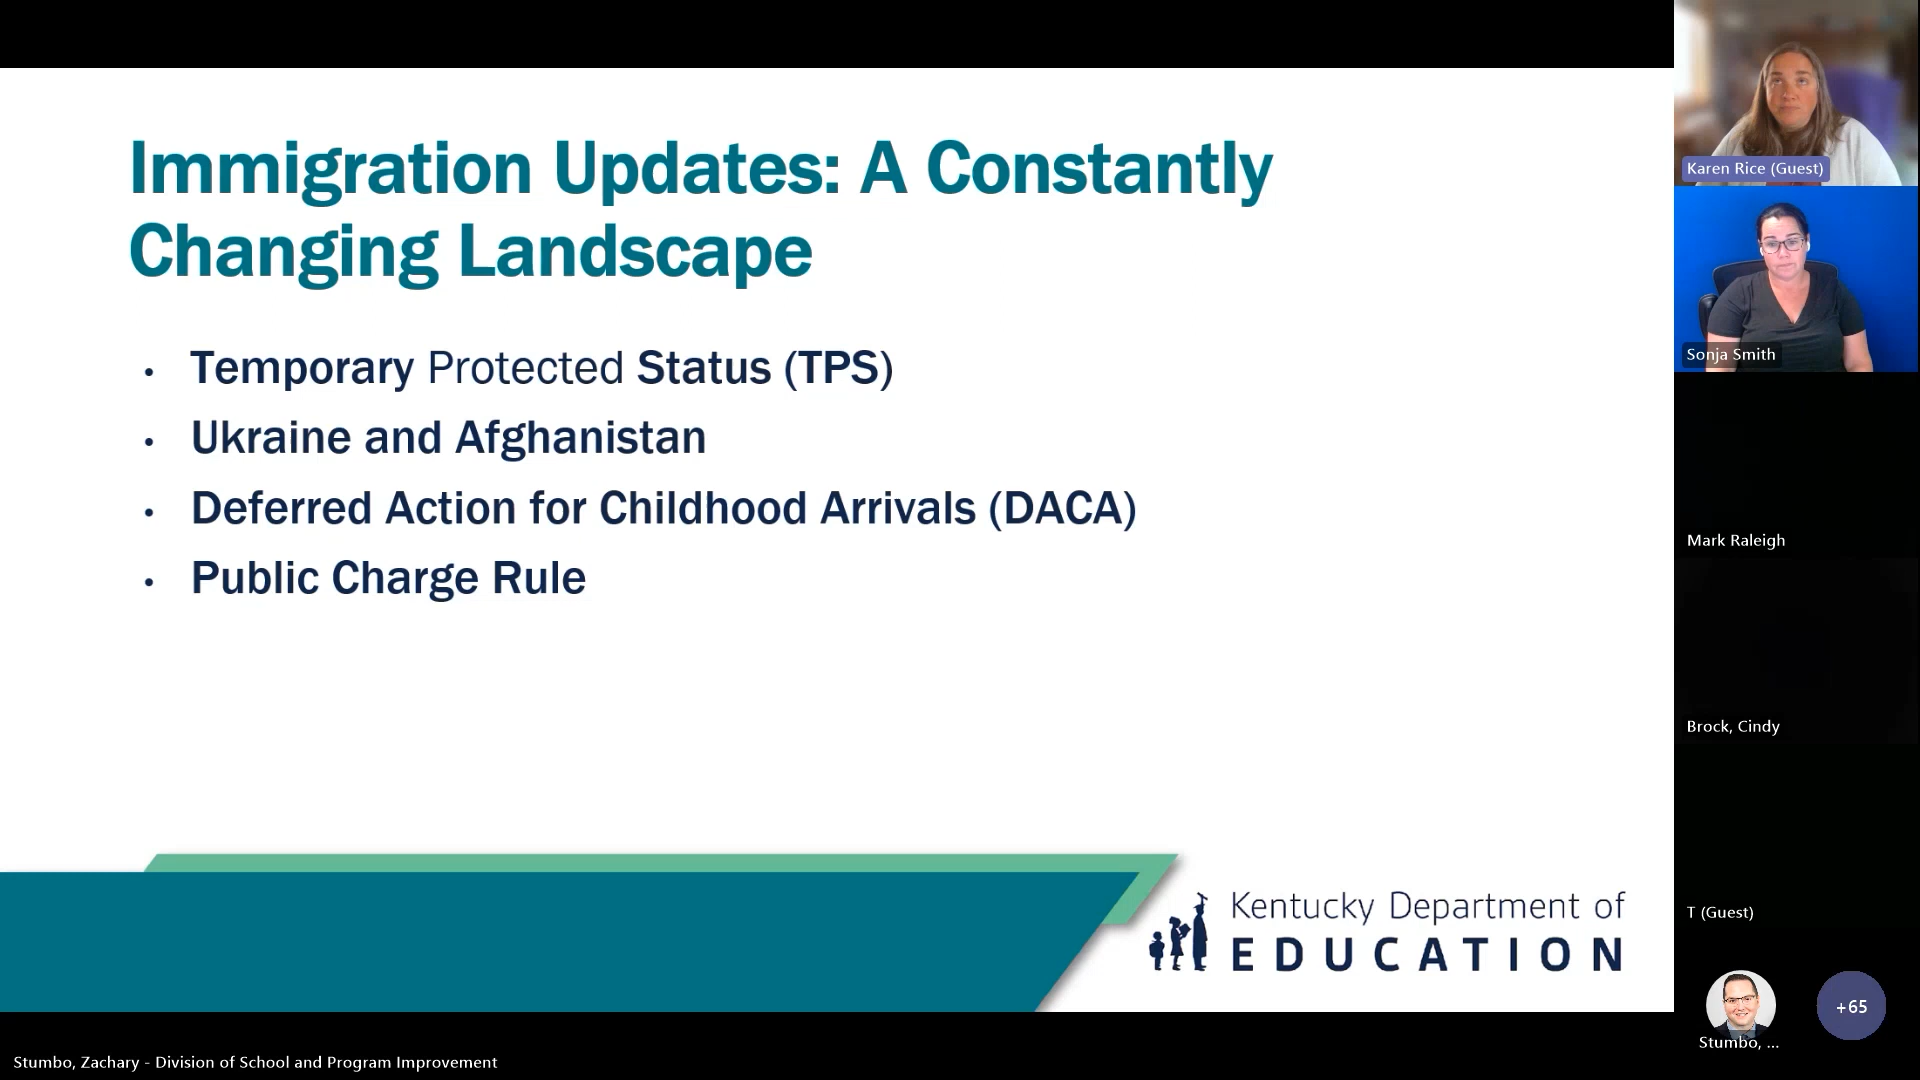 Immigration Updates: A Constantly
Changing Landscape
• Temporary Protected Status (TPS)
• Ukraine and Afghanistan
• Deferred Action for Childhood Arrivals (DACA)
• Public Charge Rule
Kentucky Department of
EDUCATION
Karen Rice (Guest)
Sonja Smith
Mark Raleigh
Brock, Cindy
T (Guest)
+65
Stumbo, ...
Stumbo, Zachary - Division of School and Program Improvement